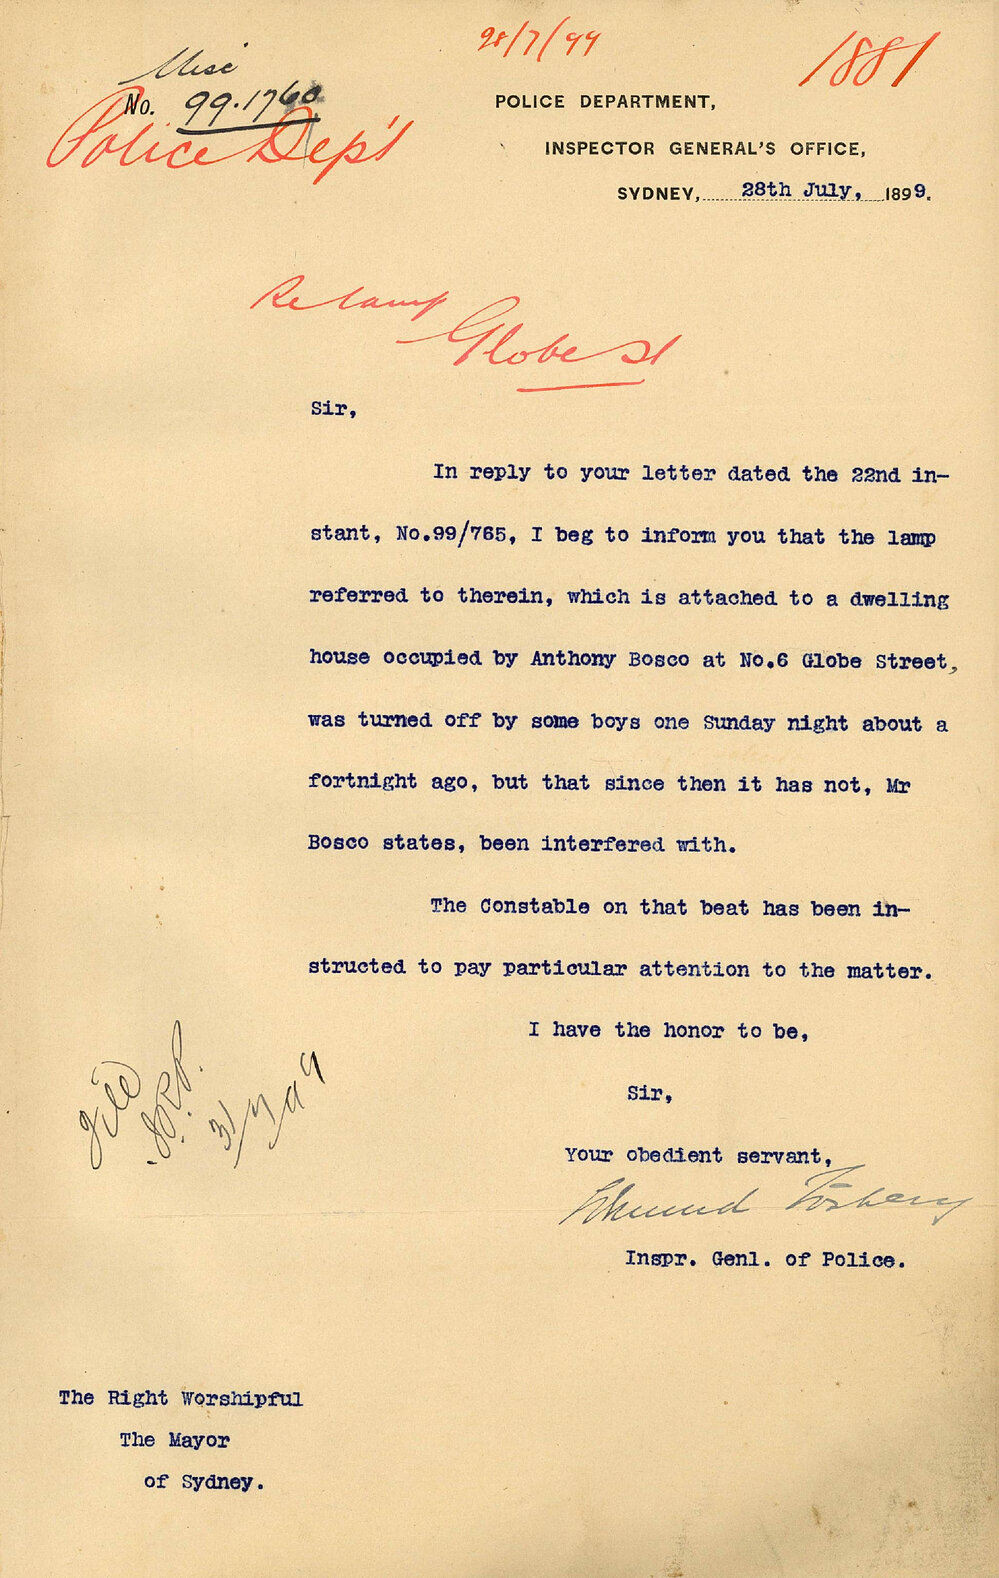 28/7/99
1881
Misc
No. 99.1760
Police Dep't
POLICE DEPARTMENT,
INSPECTOR GENERAL'S OFFICE,
SYDNEY, 28th July, 1899.
Re lamp
Globe St
Sir,
In reply to your letter dated the 22nd in-
stant, No.99/765, I beg to inform you that the lamp
referred to therein, which is attached to a dwelling
house occupied by Anthony Bosco at No.6 Globe Street,
was turned off by some boys one Sunday night about a
fortnight ago, but that since then it has not, Mr
Bosco states, been interfered with.
The Constable on that beat has been in-
structed to pay particular attention to the matter.
I have the honor to be,
Sir,
Your obedient servant,
Edmund Fosbery
Inspr. Genl. of Police.
31/7/99
The Right Worshipful
The Mayor
of Sydney.